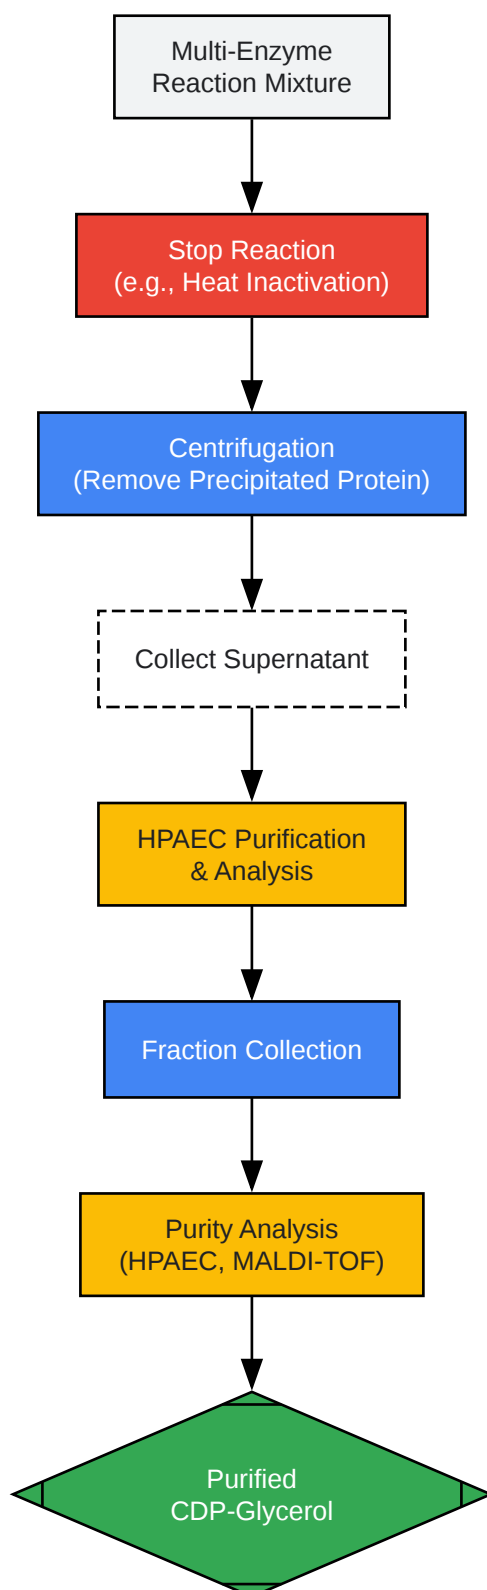 Multi-Enzyme
Reaction Mixture
Stop Reaction
(e.g., Heat Inactivation)
Centrifugation
(Remove Precipitated Protein)
Collect Supernatant
HPAEC Purification
& Analysis
Fraction Collection
Purity Analysis
(HPAEC, MALDI-TOF)
Purified
CDP-Glycerol